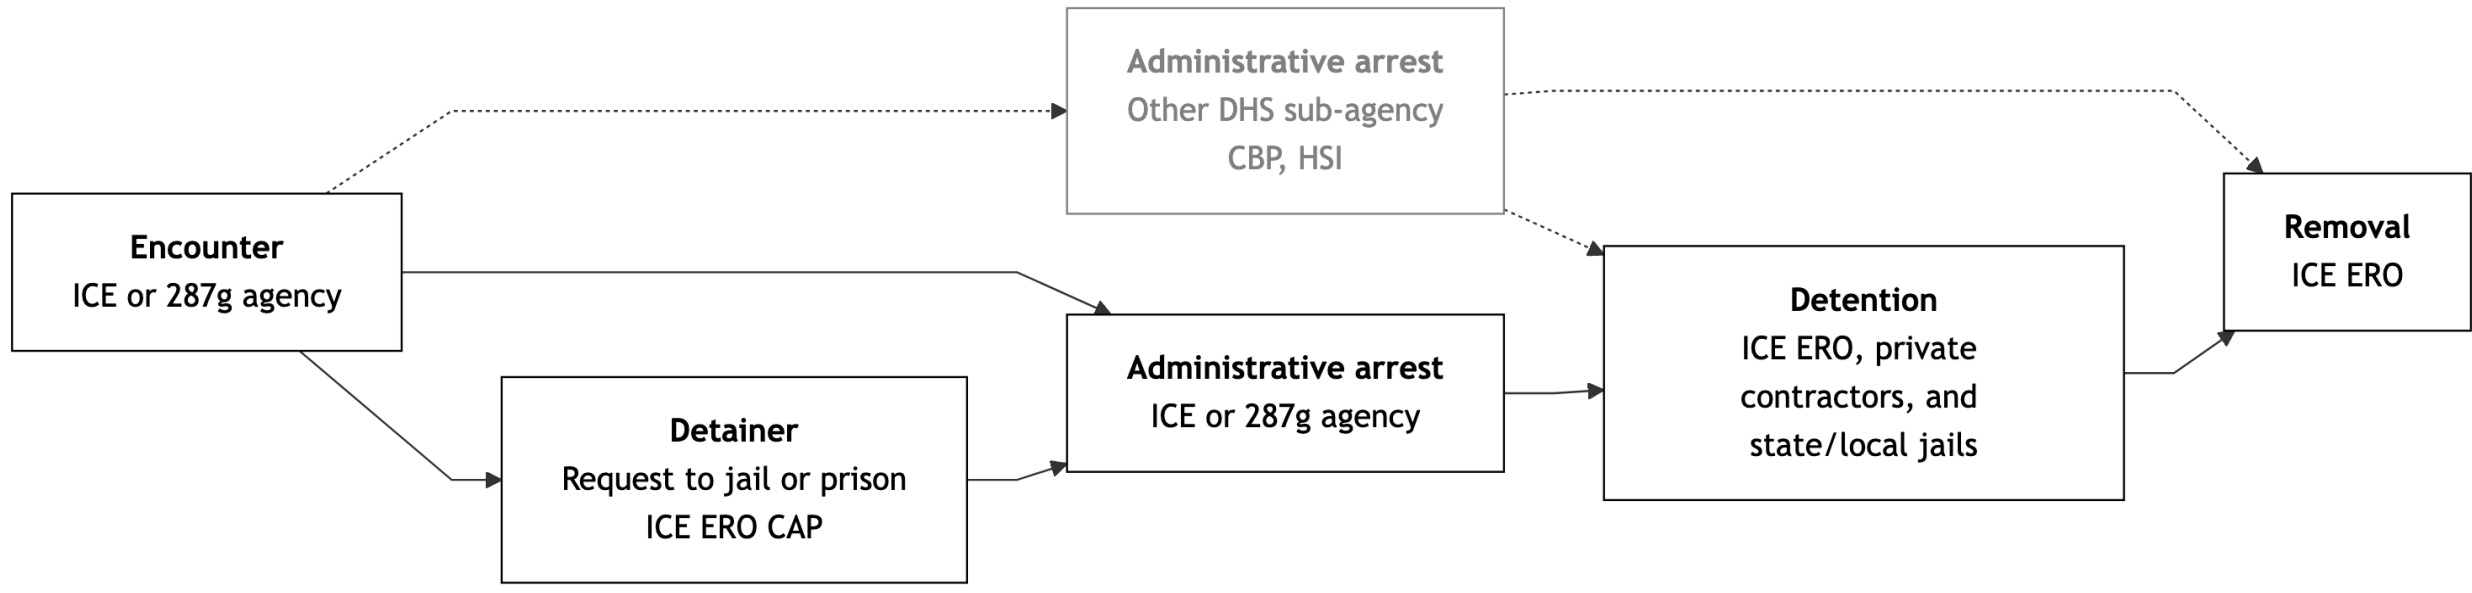 Encounter
ICE or 287g agency
Detainer
Request to jail or prison
ICE ERO CAP
Administrative arrest
Other DHS sub-agency
CBP, HSI
Administrative arrest
ICE or 287g agency
Detention
ICE ERO, private
contractors, and
state/local jails
Removal
ICE ERO